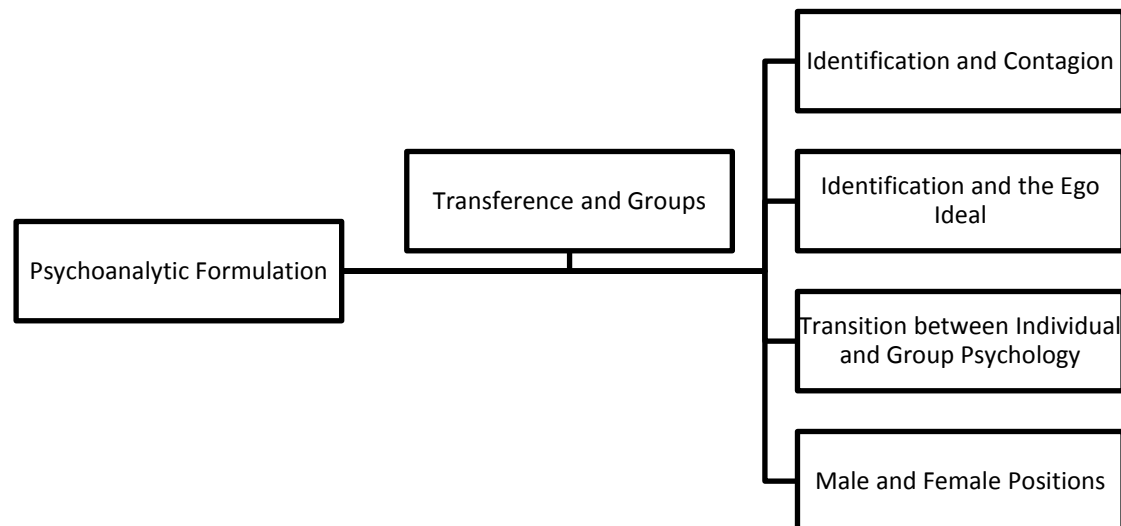 Identification and Contagion
Transference and Groups
Identification and the Ego
Ideal
Psychoanalytic Formulation
Transition between Individual
and Group Psychology
Male and Female Positions